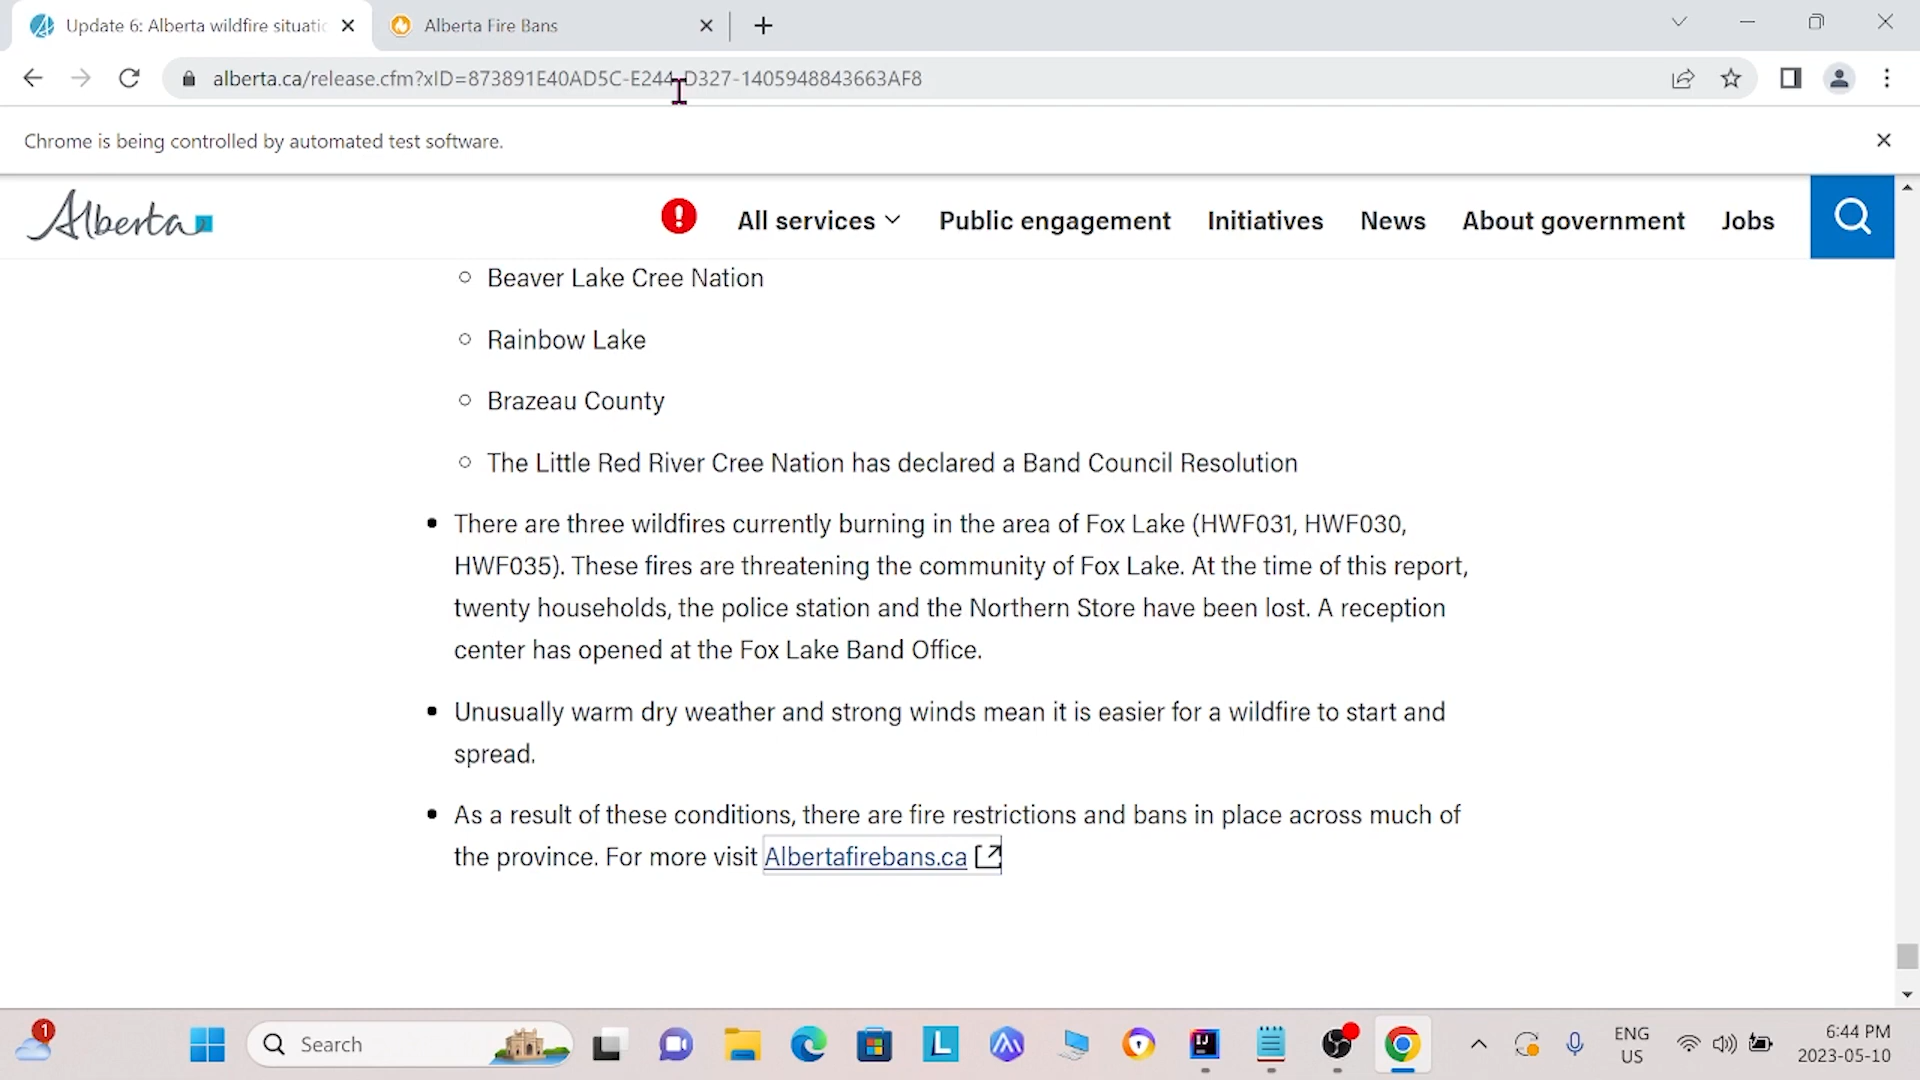 Update 6: Alberta wildfire situatio
Alberta Fire Bans
alberta.ca/release.cfm?xID=873891E40AD5C-E244-D327-1405948843663AF8
Chrome is being controlled by automated test software.
Alberta
All services
Public engagement
Initiatives
News
About government
Jobs
Beaver Lake Cree Nation
Rainbow Lake
Brazeau County
The Little Red River Cree Nation has declared a Band Council Resolution
There are three wildfires currently burning in the area of Fox Lake (HWF031, HWF030,
HWF035). These fires are threatening the community of Fox Lake. At the time of this report,
twenty households, the police station and the Northern Store have been lost. A reception
center has opened at the Fox Lake Band Office.
Unusually warm dry weather and strong winds mean it is easier for a wildfire to start and
spread.
As a result of these conditions, there are fire restrictions and bans in place across much of
the province. For more visit Albertafirebans.ca
1
Search
L
ENG
US
6:44 PM
2023-05-10